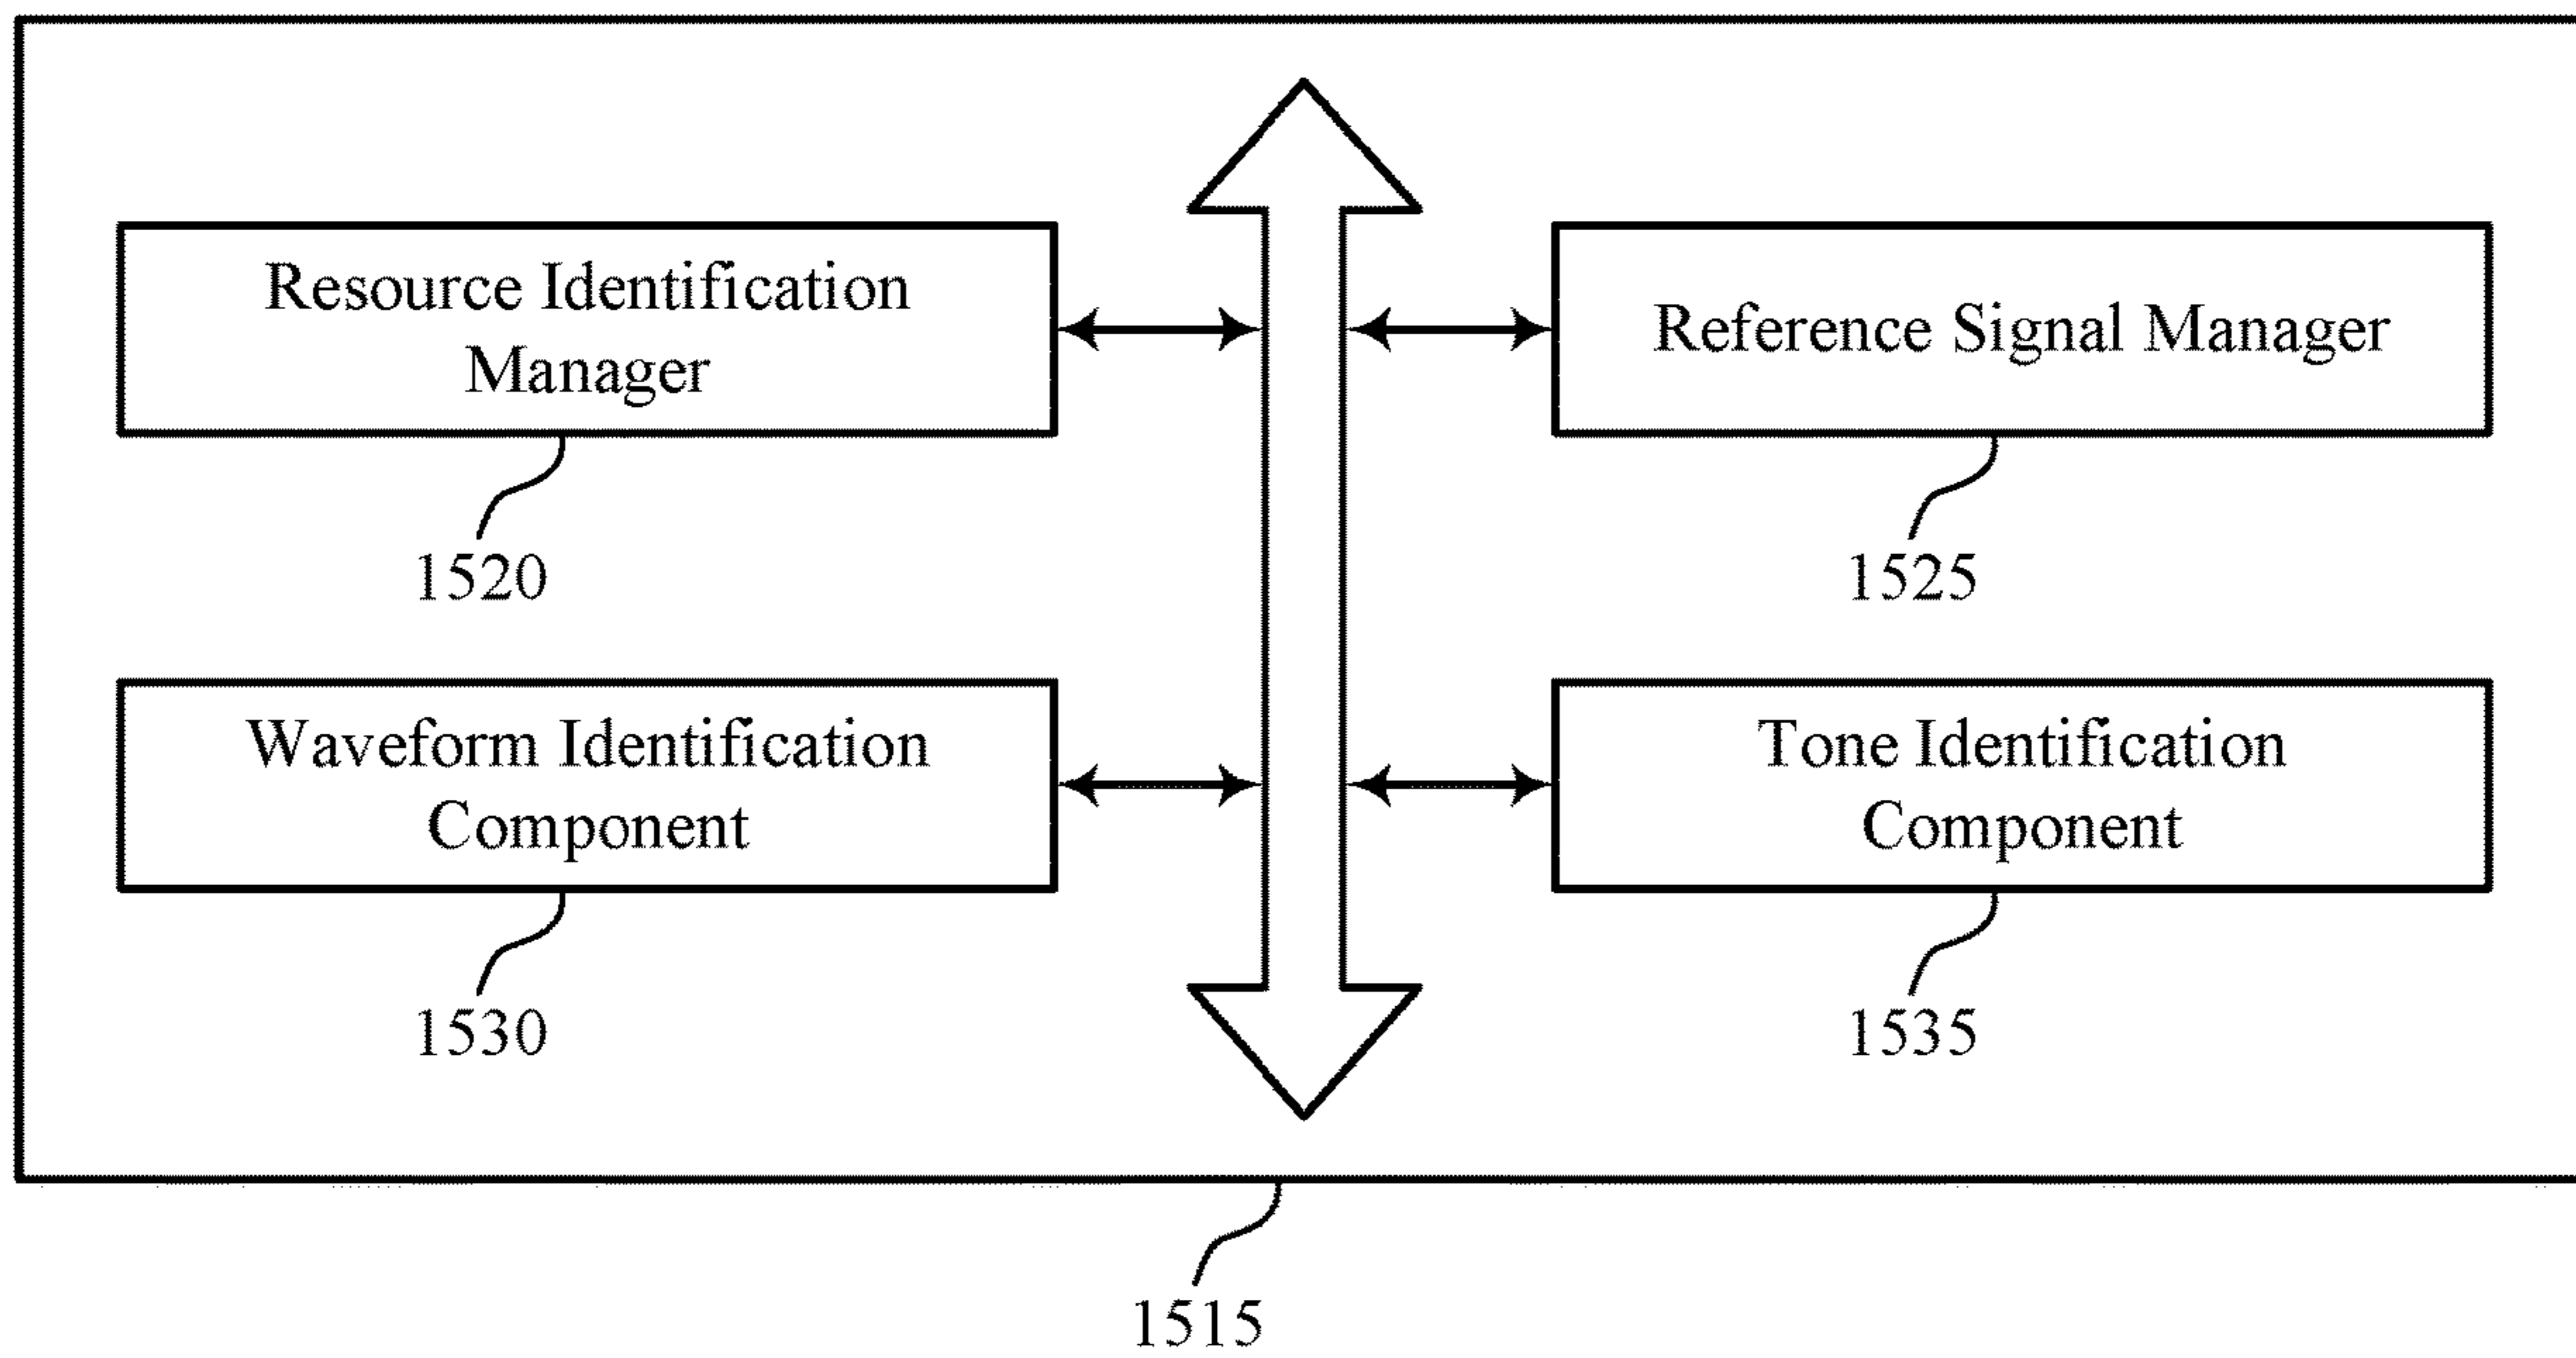 Resource Identification
Manager
Reference Signal Manager
1520
1525
Waveform Identification
Component
Tone Identification
Component
1530
1535
1515